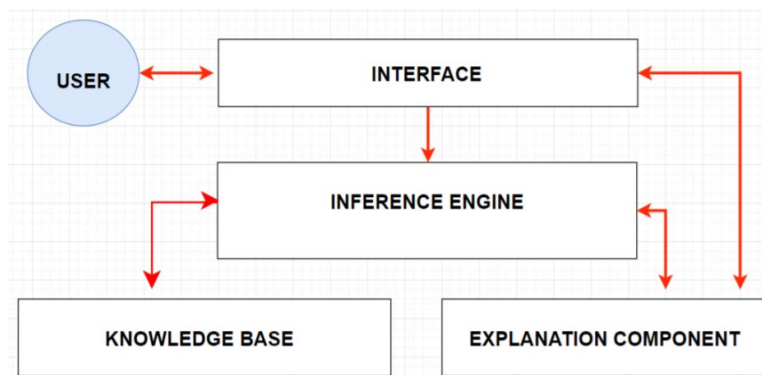 USER
INTERFACE
INFERENCE ENGINE
KNOWLEDGE BASE
EXPLANATION COMPONENT